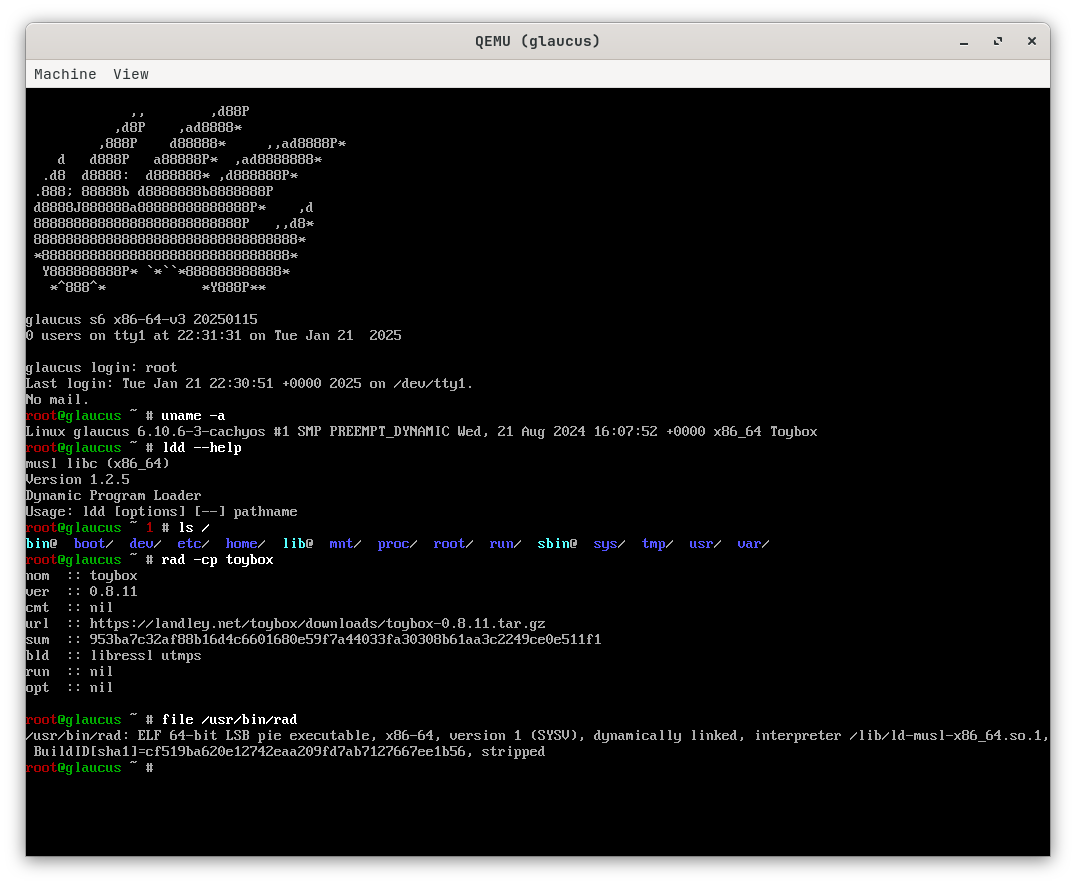 QEMU (glaucus)
Machine View
             ,,        ,d88P
           ,d8P    ,ad8888*
         ,888P    d88888*     ,,ad8888P*
    d   d888P   a88888P*  ,ad8888888*
  .d8  d8888:  d888888* ,d888888P*
 .888; 88888b d8888888b8888888P
 d8888J888888a88888888888888P*    ,d
 88888888888888888888888888P   ,,d8*
 888888888888888888888888888888888*
 *8888888888888888888888888888888*
  Y888888888P* `*``*888888888888*
   *^888^*            *Y888P**
glaucus s6 x86-64-v3 20250115
0 users on tty1 at 22:31:31 on Tue Jan 21  2025
glaucus login: root
Last login: Tue Jan 21 22:30:51 +0000 2025 on /dev/tty1.
No mail.
root@glaucus ~ # uname -a
Linux glaucus 6.10.6-3-cachyos #1 SMP PREEMPT_DYNAMIC Wed, 21 Aug 2024 16:07:52 +0000 x86_64 Toybox
root@glaucus ~ # ldd --help
musl libc (x86_64)
Version 1.2.5
Dynamic Program Loader
Usage: ldd [options] [--] pathname
root@glaucus ~ 1 # ls /
bin@  boot/  dev/  etc/  home/  lib@  mnt/  proc/  root/  run/  sbin@  sys/  tmp/  usr/  var/
root@glaucus ~ # rad -cp toybox
nom  :: toybox
ver  :: 0.8.11
cmt  :: nil
url  :: https://landley.net/toybox/downloads/toybox-0.8.11.tar.gz
sum  :: 953ba7c32af88b16d4c6601680e59f7a44033fa30308b61aa3c2249ce0e511f1
bld  :: libressl utmps
run  :: nil
opt  :: nil
root@glaucus ~ # file /usr/bin/rad
/usr/bin/rad: ELF 64-bit LSB pie executable, x86-64, version 1 (SYSV), dynamically linked, interpreter /lib/ld-musl-x86_64.so.1,
 BuildID[sha1]=cf519ba620e12742eaa209fd7ab7127667ee1b56, stripped
root@glaucus ~ #